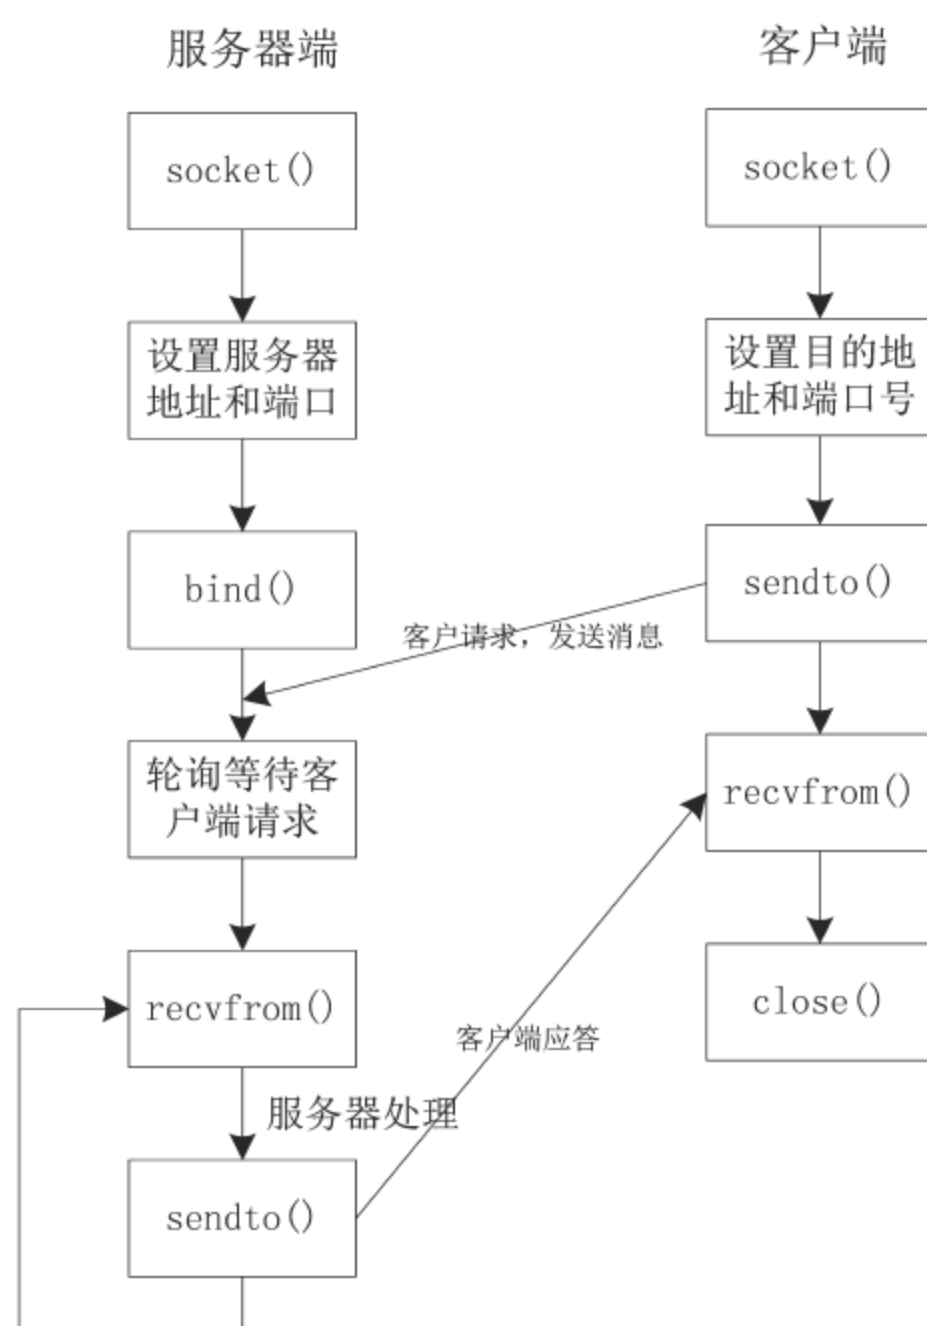 服务器端
客户端
socket()
socket()
设置服务器
地址和端口
设置目的地
址和端口号
bind()
sendto()
客户请求，发送消息
轮询等待客
户端请求
recvfrom()
recvfrom()
close()
客户端应答
服务器处理
sendto()